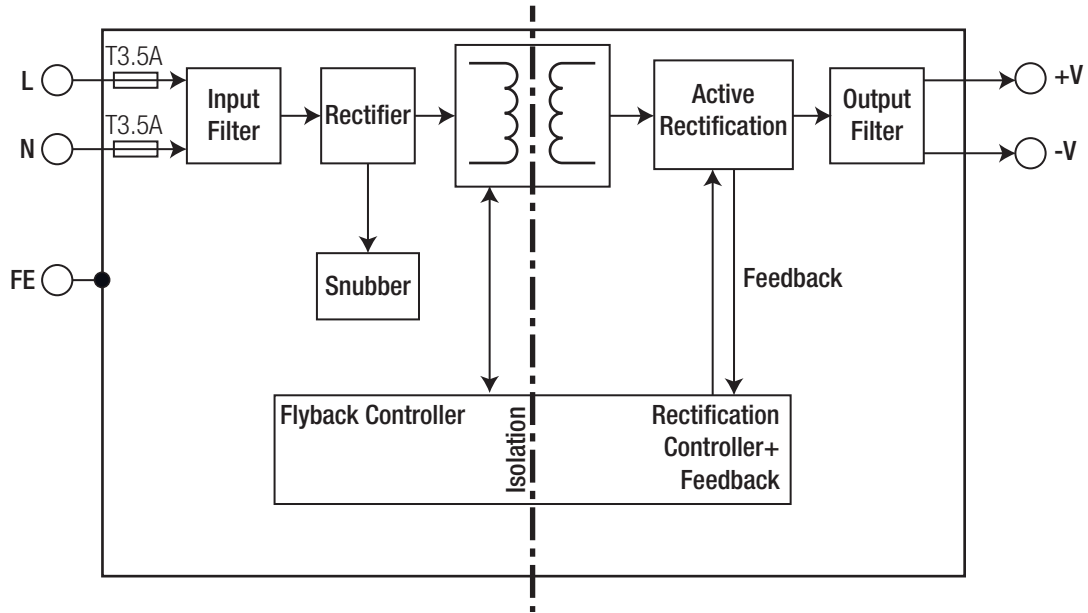 T3.5A
L
Input
Filter
Rectifier
Active
Rectification
Output
Filter
+V
T3.5A
N
-V
FE
Snubber
Feedback
Flyback Controller
Isolation
Rectification
Controller+
Feedback